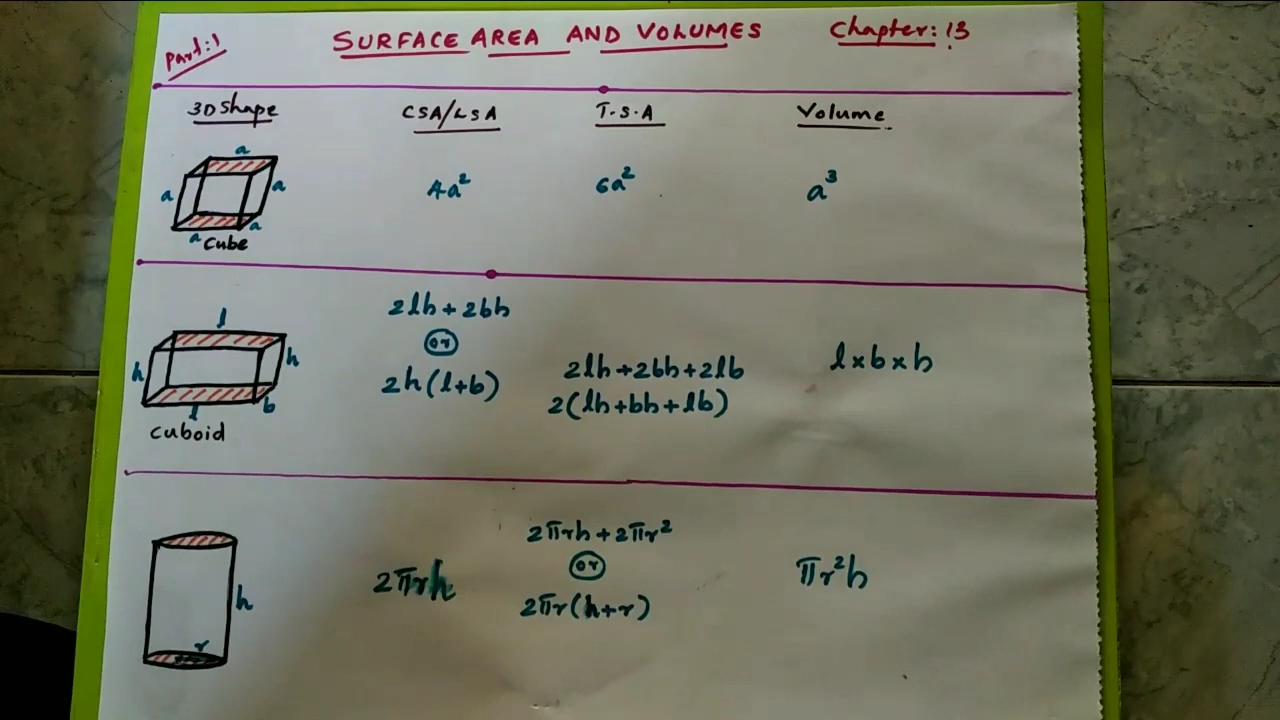 Part:1
SURFACE AREA AND VOLUMES
Chapter: 13
3D Shape CSA/LSA T.S.A Volume
a
a a
a
a
Cube
4a² 6a² a³
l
h h
l b
Cuboid
2lh+2bh
or
2h(l+b)
2lh+2bh+2lb
2(lh+bh+lb)
l×b×h
h
r
2πrh
2πrh+2πr²
or
2πr(h+r)
πr²h